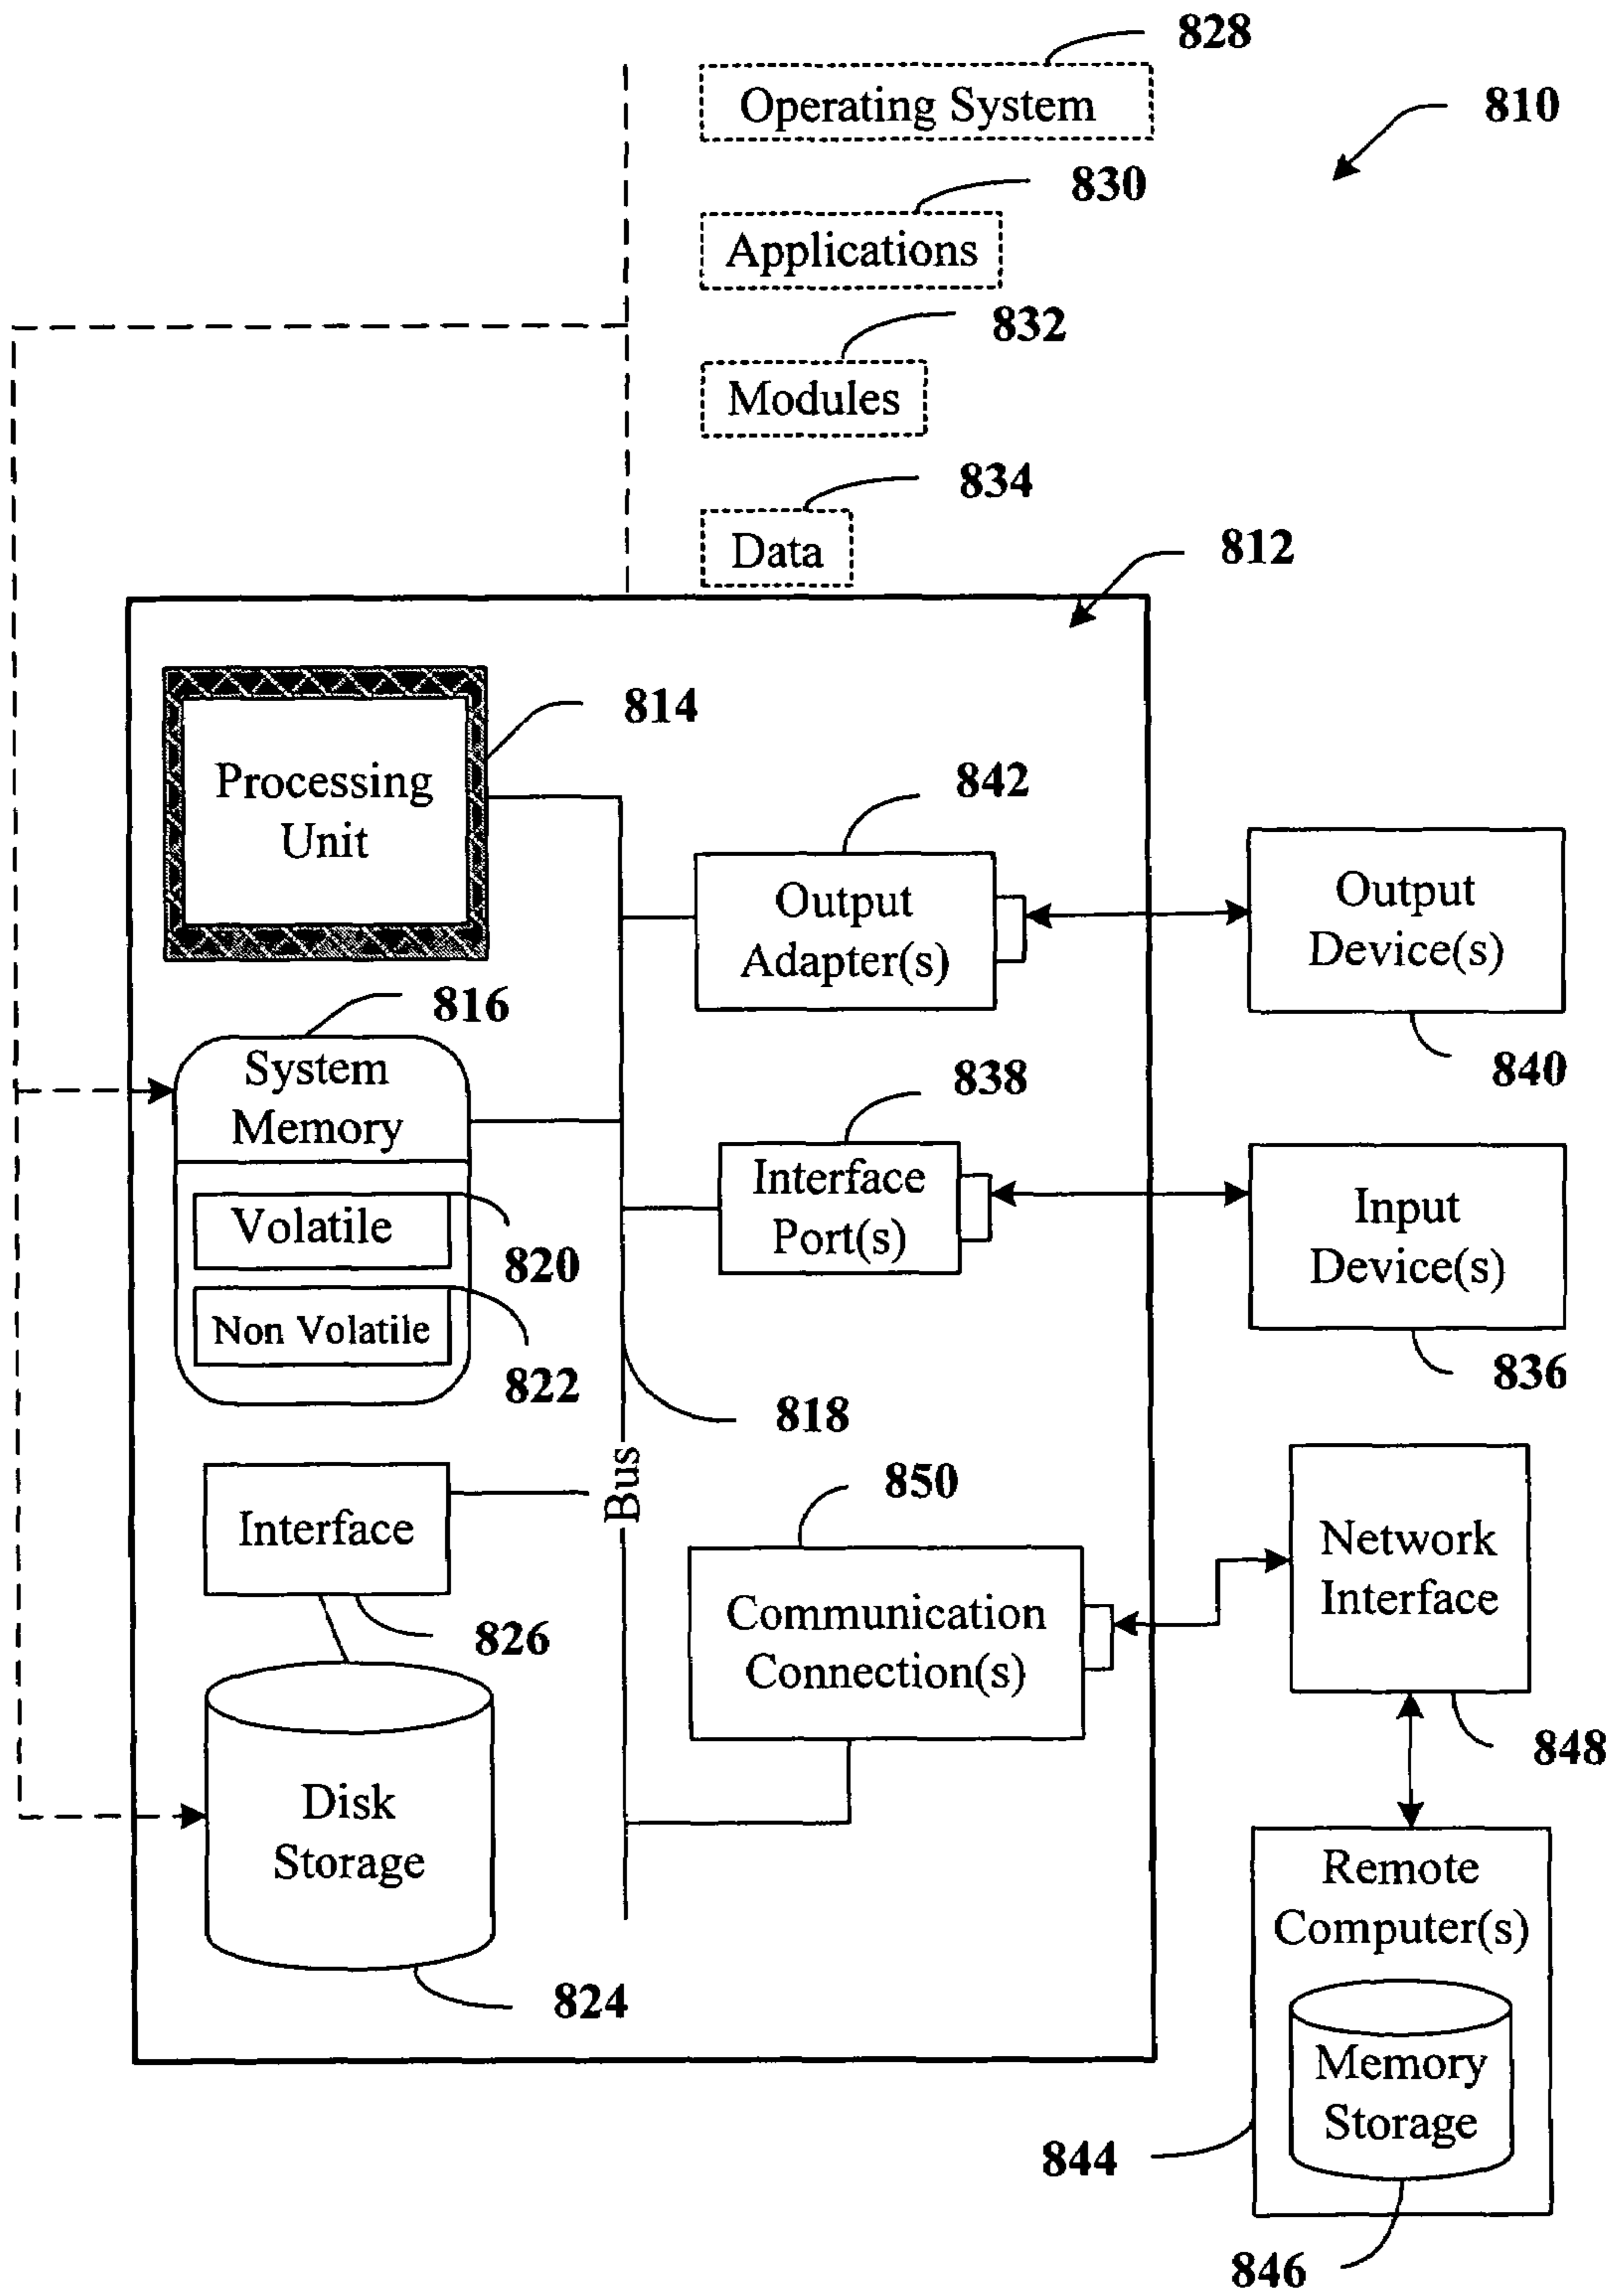 828
Operating System
810
830
Applications
832
Modules
834
Data
812
814
Processing
Unit
842
Output
Adapter(s)
Output
Device(s)
840
816
System
Memory
838
Interface
Port(s)
Input
Device(s)
836
Volatile
820
Non Volatile
822
818
Bus
850
Interface
826
Communication
Connection(s)
Network
Interface
848
Disk
Storage
824
Remote
Computer(s)
Memory
Storage
844
846